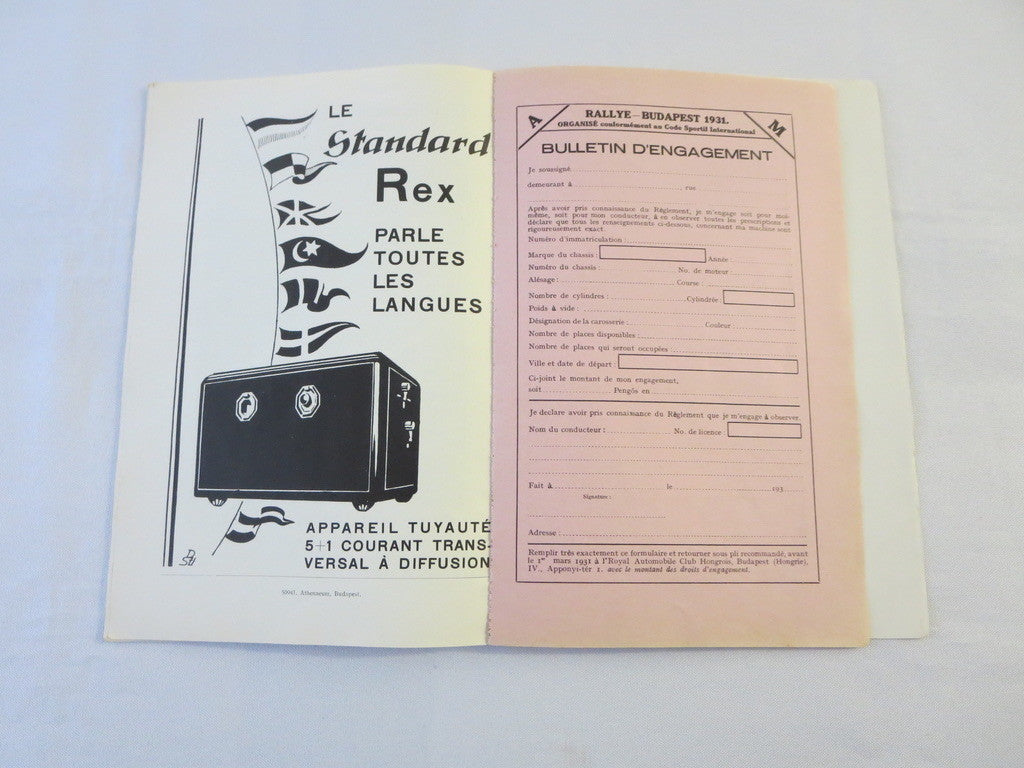 LE
Standard
Rex
PARLE
TOUTES
LES
LANGUES
APPAREIL TUYAUTÉ
5+1 COURANT TRANS-
VERSAL À DIFFUSION
50941. Athenaeum, Budapest.
A
M
RALLYE—BUDAPEST 1931.
ORGANISÉ conformément au Code Sportif International
BULLETIN D'ENGAGEMENT
Je soussigné
demeurant à rue
Après avoir pris connaissance du Règlement, je m'engage soit pour moi-
même, soit pour mon conducteur, à en observer toutes les prescriptions et
déclare que tous les renseignements ci-dessous, concernant ma machine sont
rigoureusement exact.
Numéro d'immatriculation :
Marque du chassis : Année :
Numéro du chassis : No. de moteur :
Alésage : Course :
Nombre de cylindres : Cylindrée
Poids à vide :
Désignation de la carosserie : Couleur
Nombre de places disponibles :
Nombre de places qui seront occupées
Ville et date de départ :
Ci-joint le montant de mon engagement,
soit Pengős en
Je declare avoir pris connaissance du Règlement que je m'engage à observer.
Nom du conducteur : No. de licence :
Fait à le 193
Signature :
Adresse :
Remplir très exactement ce formulaire et retourner sous pli recommandé, avant
le 1er mars 1931 à l'Royal Automobile Club Hongrois, Budapest (Hongrie),
IV., Apponyi-tér 1. avec le montant des droits d'engagement.